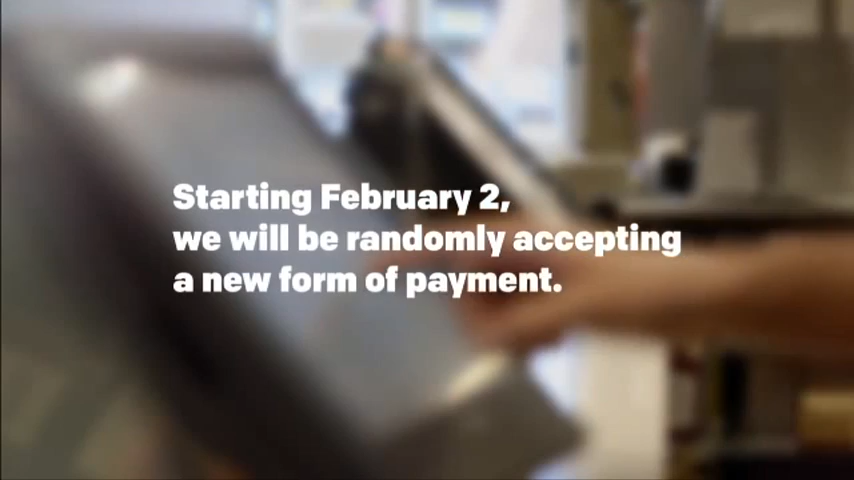 Starting February 2,
we will be randomly accepting
a new form of payment.